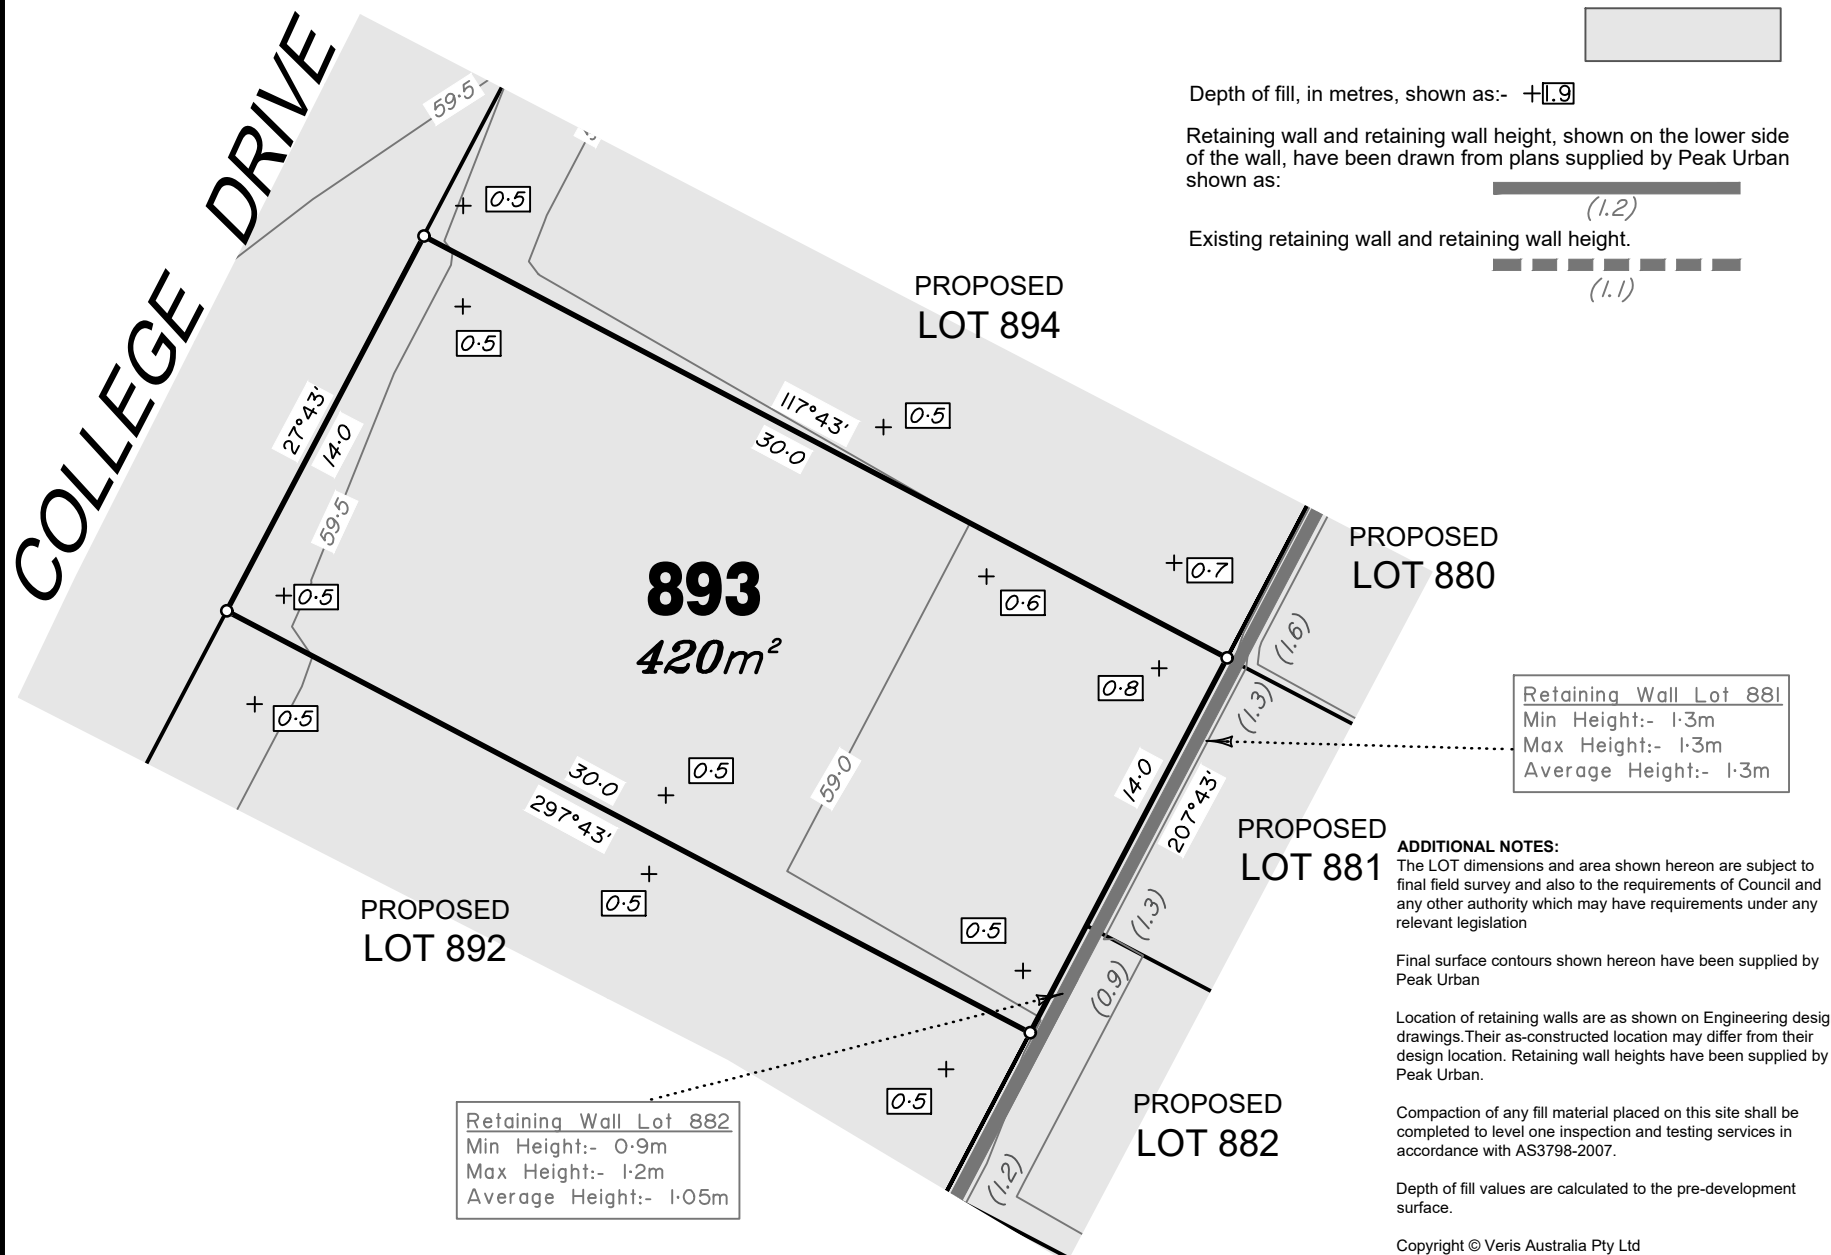 Depth of fill, in metres, shown as:- +1.9
Retaining wall and retaining wall height, shown on the lower side
of the wall, have been drawn from plans supplied by Peak Urban
shown as:
(1.2)
Existing retaining wall and retaining wall height.
(1.1)
COLLEGE DRIVE
59·5
0·5
PROPOSED
LOT 894
0·5
117°43'
30·0
0·5
27°43'
14·0
59·5
0·5
893
420m²
0·6
0·7
PROPOSED
LOT 880
(1.6)
0·8
(1.3)
Retaining Wall Lot 881
Min Height:- 1·3m
Max Height:- 1·3m
Average Height:- 1·3m
0·5
30·0
297°43'
0·5
59·0
14·0
207°43'
PROPOSED
LOT 881
0·5
PROPOSED
LOT 892
0·5
(1.3)
(0.9)
0·5
PROPOSED
LOT 882
(1.2)
Retaining Wall Lot 882
Min Height:- 0·9m
Max Height:- 1·2m
Average Height:- 1·05m
ADDITIONAL NOTES:
The LOT dimensions and area shown hereon are subject to
final field survey and also to the requirements of Council and
any other authority which may have requirements under any
relevant legislation
Final surface contours shown hereon have been supplied by
Peak Urban
Location of retaining walls are as shown on Engineering desig
drawings.Their as-constructed location may differ from their
design location. Retaining wall heights have been supplied by
Peak Urban.
Compaction of any fill material placed on this site shall be
completed to level one inspection and testing services in
accordance with AS3798-2007.
Depth of fill values are calculated to the pre-development
surface.
Copyright © Veris Australia Pty Ltd